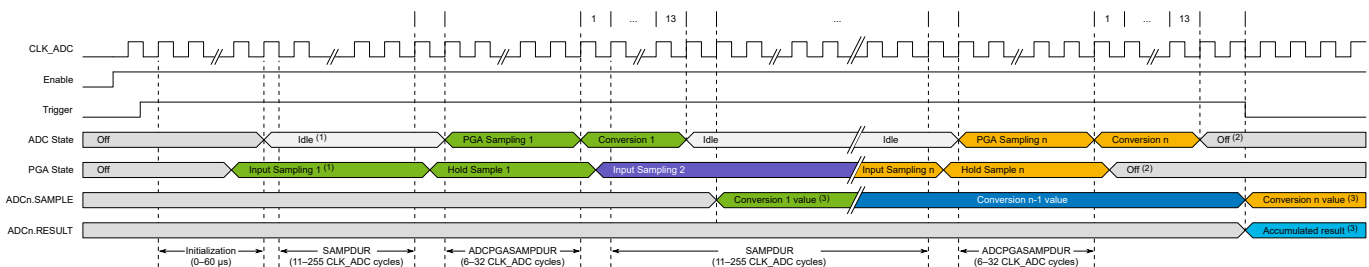 1 ... 13 ... 1 ... 13
CLK_ADC
Enable
Trigger
ADC State Off Idle (1) PGA Sampling 1 Conversion 1 Idle Idle PGA Sampling n Conversion n Off (2)
PGA State Off Input Sampling 1 (1) Hold Sample 1 Input Sampling 2 Input Sampling n Hold Sample n Off (2)
ADCn.SAMPLE Conversion 1 value (3) Conversion n-1 value Conversion n value (3)
ADCn.RESULT Accumulated result (3)
Initialization SAMPDUR ADCPGASAMPDUR SAMPDUR ADCPGASAMPDUR
(0–60 µs) (11–255 CLK_ADC cycles) (6–32 CLK_ADC cycles) (11–255 CLK_ADC cycles) (6–32 CLK_ADC cycles)